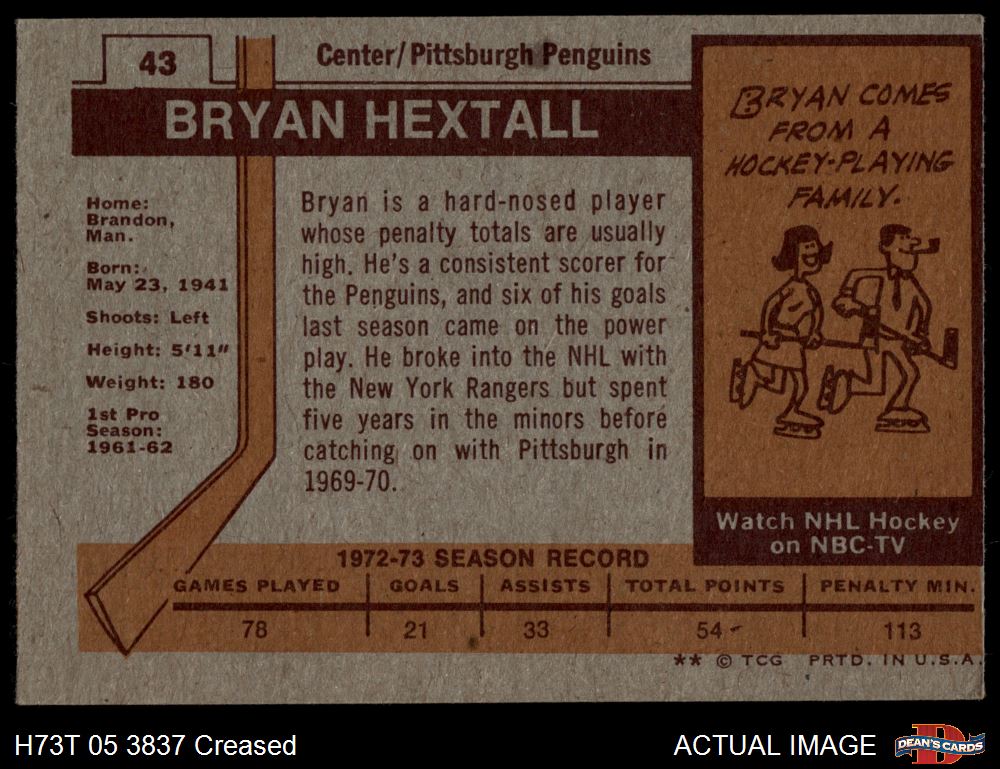 43
Center/Pittsburgh Penguins
BRYAN HEXTALL
Home:
Brandon,
Man.
Born:
May 23, 1941
Shoots: Left
Height: 5'11"
Weight: 180
1st Pro
Season:
1961-62
Bryan is a hard-nosed player
whose penalty totals are usually
high. He's a consistent scorer for
the Penguins, and six of his goals
last season came on the power
play. He broke into the NHL with
the New York Rangers but spent
five years in the minors before
catching on with Pittsburgh in
1969-70.
BRYAN COMES
FROM A
HOCKEY-PLAYING
FAMILY.
Watch NHL Hockey
on NBC-TV
1972-73 SEASON RECORD
GAMES PLAYED GOALS ASSISTS TOTAL POINTS PENALTY MIN.
78 21 33 54 113
** © TCG PRTD. IN U.S.A.
H73T 05 3837 Creased
ACTUAL IMAGE
DEAN'S CARDS